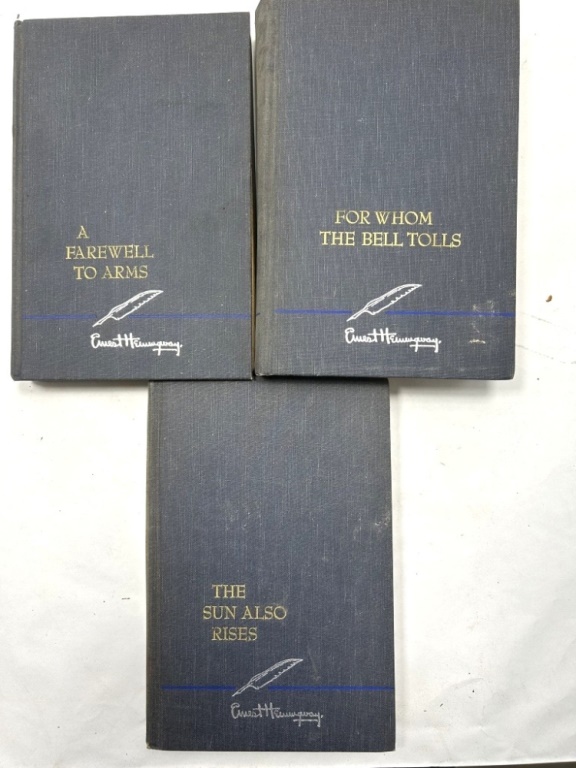 A
FAREWELL
TO ARMS
Ernest Hemingway.
FOR WHOM
THE BELL TOLLS
Ernest Hemingway.
THE
SUN ALSO
RISES
Ernest Hemingway.